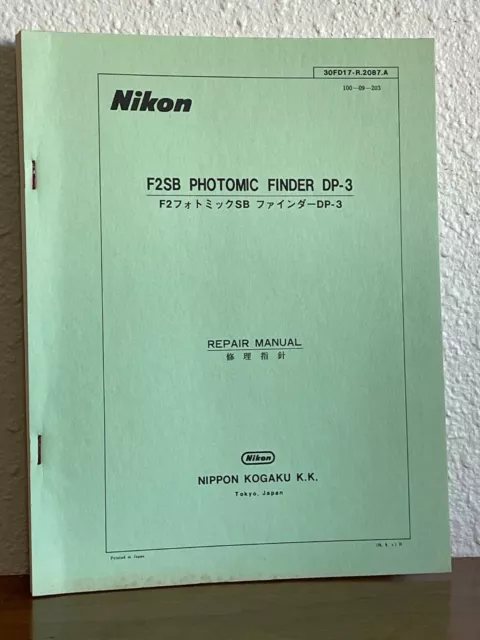 30FD17-R.2087.A
100-09-203
Nikon
F2SB PHOTOMIC FINDER DP-3
F2フォトミックSB ファインダーDP-3
REPAIR MANUAL
修理指針
Nikon
NIPPON KOGAKU K.K.
Tokyo, Japan
Printed in Japan